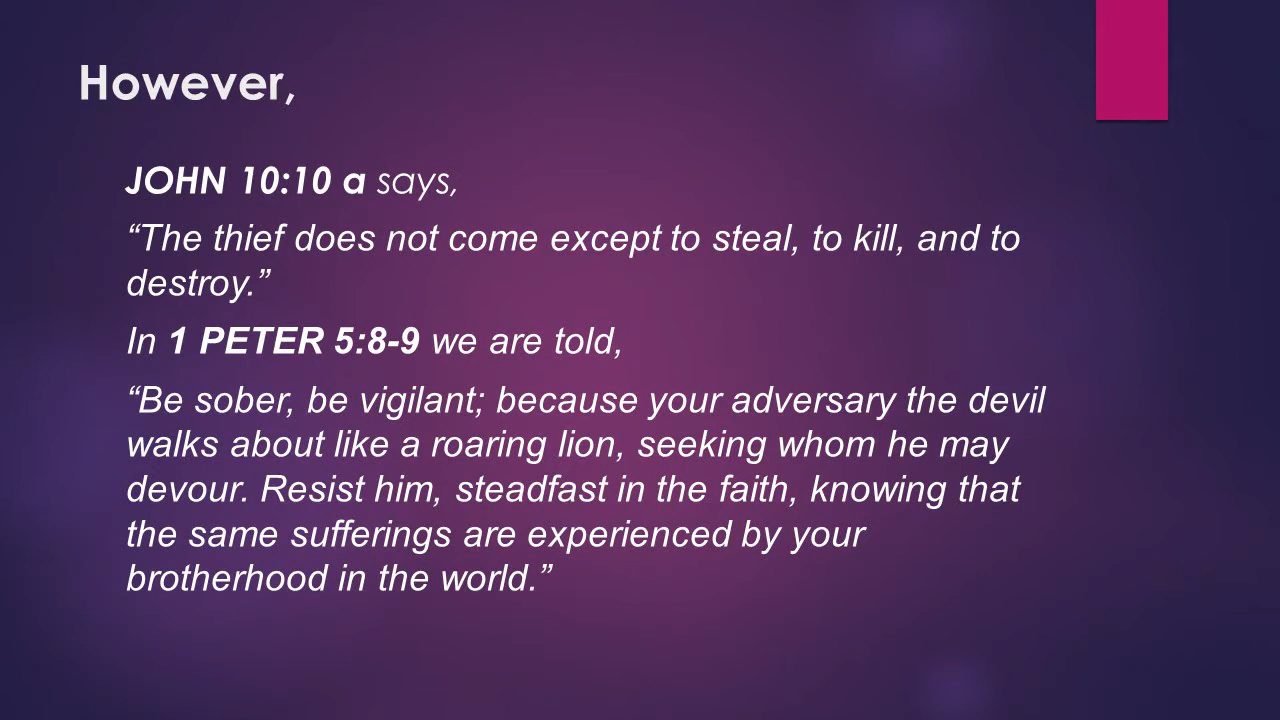 However,
JOHN 10:10 a says,
“The thief does not come except to steal, to kill, and to
destroy.”
In 1 PETER 5:8-9 we are told,
“Be sober, be vigilant; because your adversary the devil
walks about like a roaring lion, seeking whom he may
devour. Resist him, steadfast in the faith, knowing that
the same sufferings are experienced by your
brotherhood in the world.”